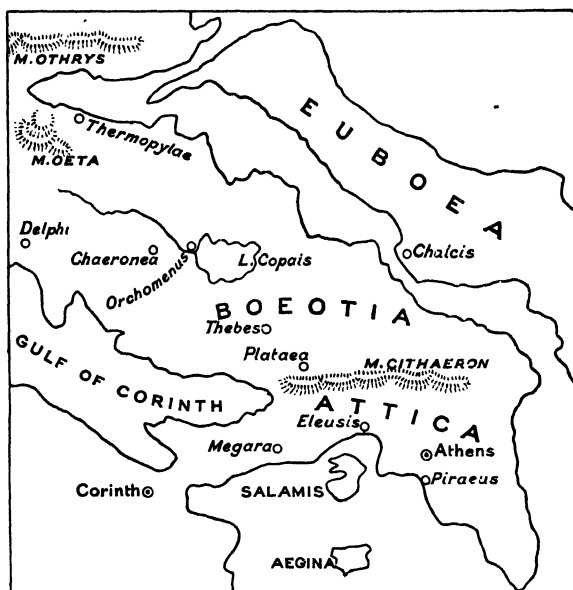 M. OTHRYS
EUBOEA
Thermopylae
M. OETA
Delphi
Chaeronea
Orchomenus
L. Copais
Chalcis
BOEOTIA
Thebes
Plataea
GULF OF CORINTH
M. CITHAERON
ATTICA
Eleusis
Megara
Athens
Corinth
SALAMIS
Piraeus
AEGINA